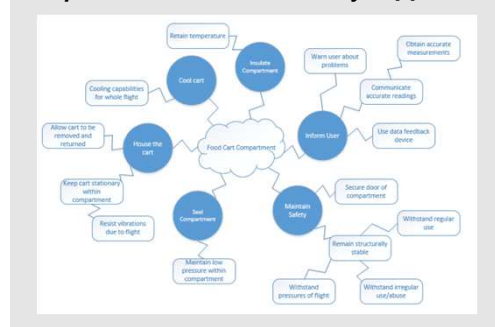 Retain temperature
Insulate
Compartment
Warn user about
problems
Obtain accurate
measurements
Cool cart
Cooling capabilities
for whole flight
Communicate
accurate readings
Allow cart to be
removed and
returned
House the
cart
Food Cart Compartment
Inform User
Use data feedback
device
Keep cart stationary
within
compartment
Resist vibrations
due to flight
Seal
Compartment
Maintain low
pressure within
compartment
Maintain
Safety
Secure door of
compartment
Remain structurally
stable
Withstand regular
use
Withstand
pressures of flight
Withstand irregular
use/abuse